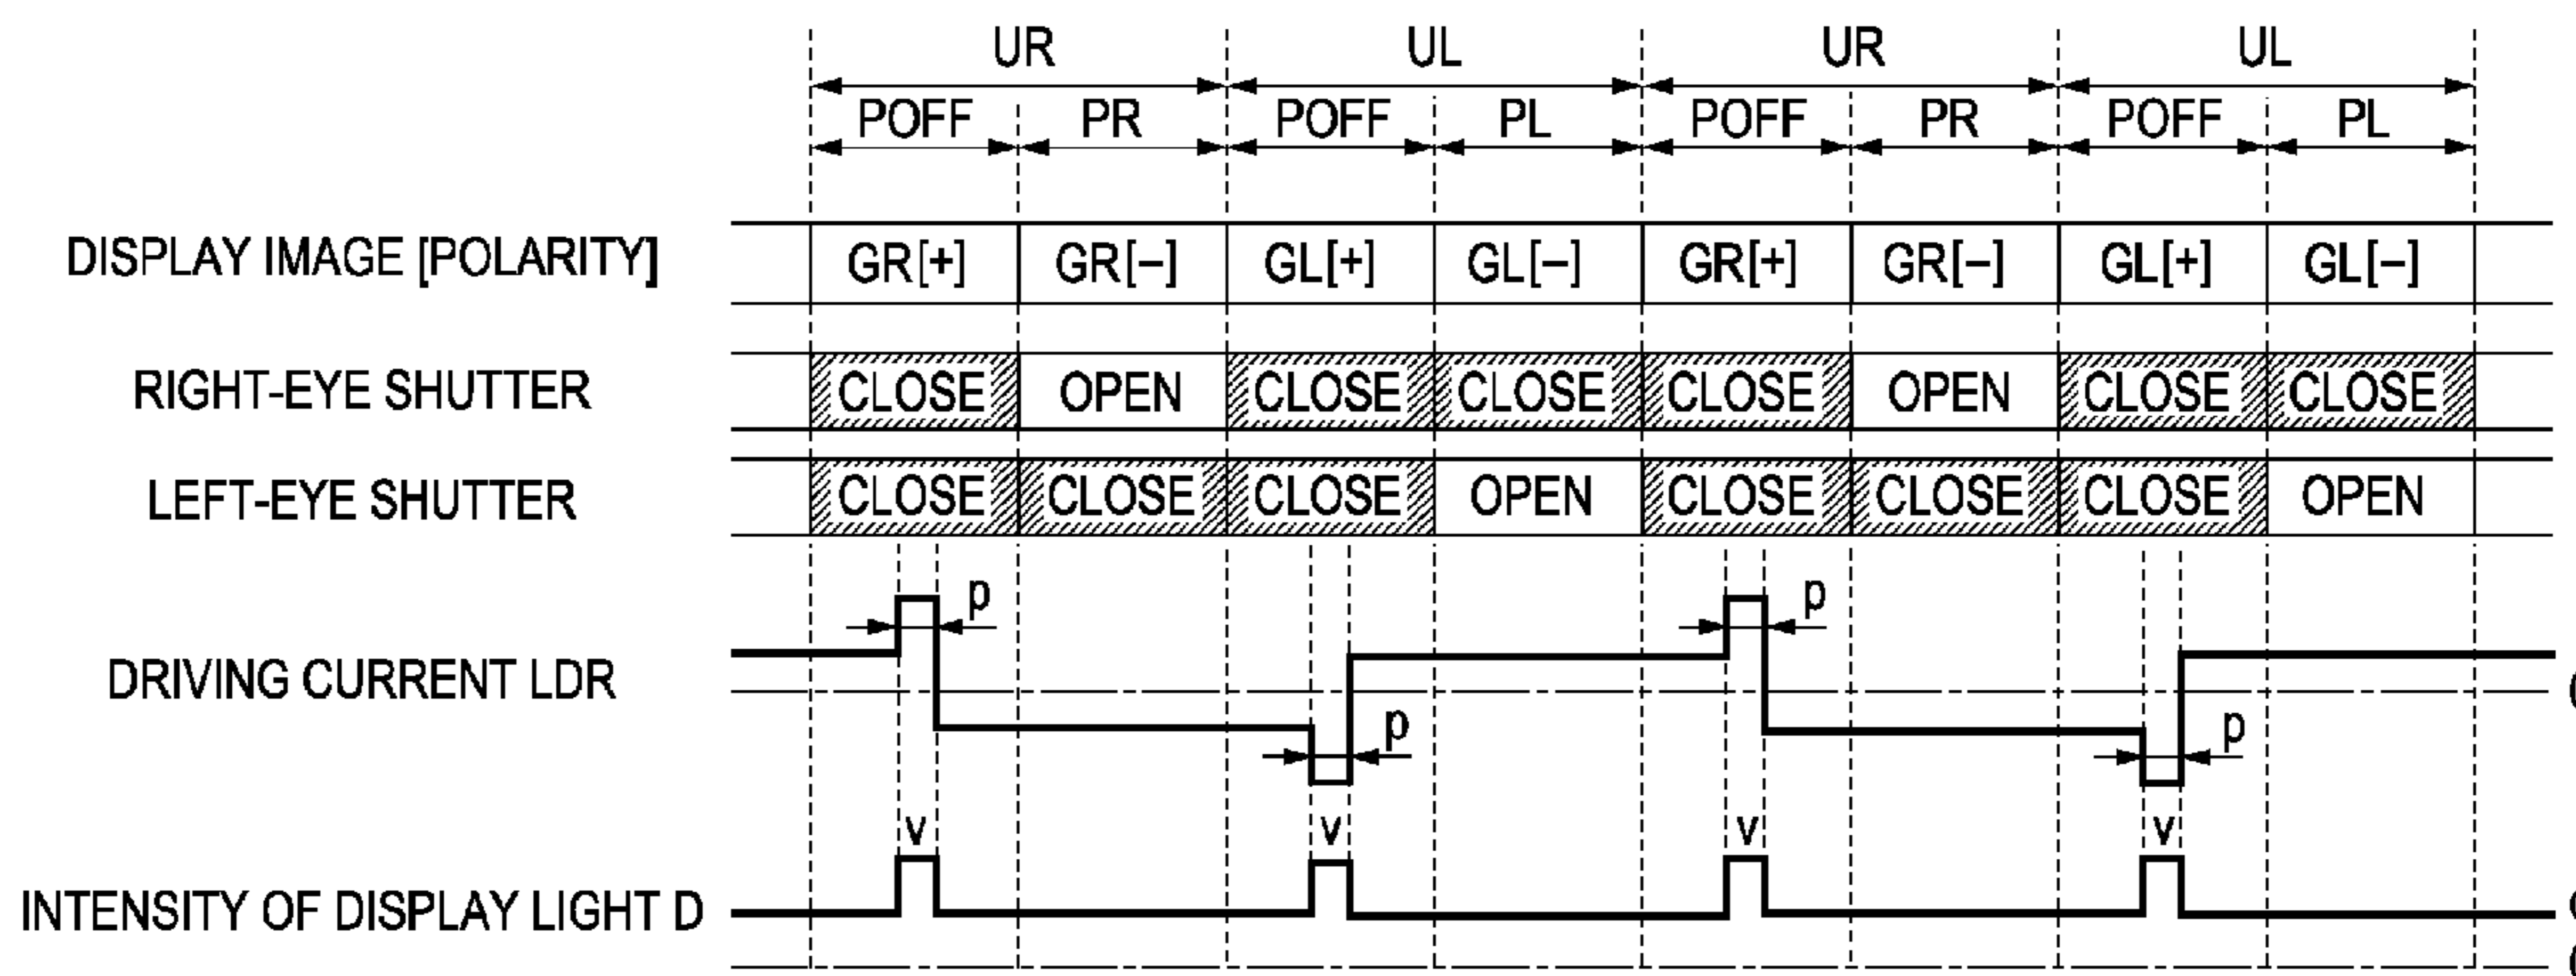 UR UL UR UL
POFF PR POFF PL POFF PR POFF PL
DISPLAY IMAGE [POLARITY] GR[+] GR[–] GL[+] GL[–] GR[+] GR[–] GL[+] GL[–]
RIGHT-EYE SHUTTER CLOSE OPEN CLOSE CLOSE CLOSE OPEN CLOSE CLOSE
LEFT-EYE SHUTTER CLOSE CLOSE CLOSE OPEN CLOSE CLOSE CLOSE OPEN
p p
DRIVING CURRENT LDR
p p
v v v v
INTENSITY OF DISPLAY LIGHT D